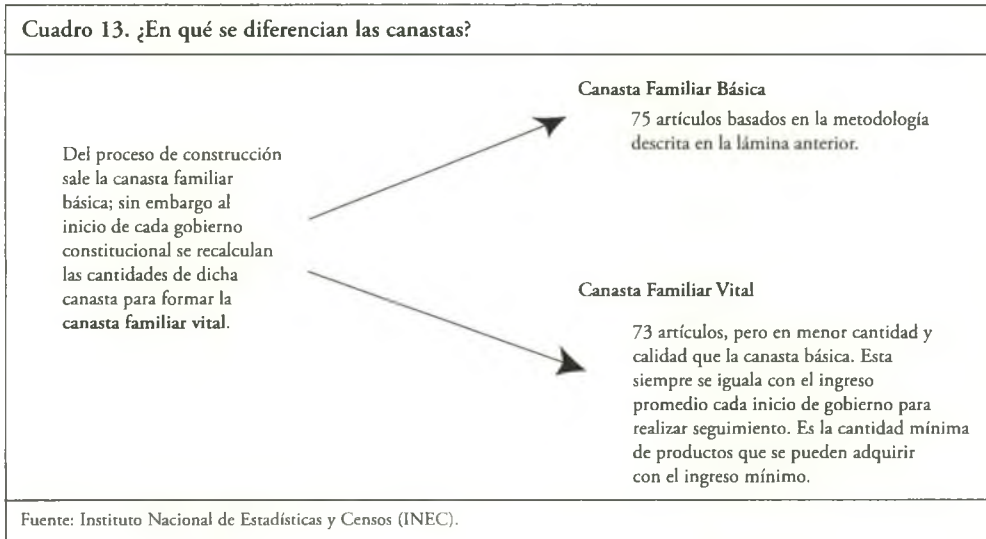 Cuadro 13. ¿En qué se diferencian las canastas?
Del proceso de construcción
sale la canasta familiar
básica; sin embargo al
inicio de cada gobierno
constitucional se recalculan
las cantidades de dicha
canasta para formar la
canasta familiar vital.
Canasta Familiar Básica
75 artículos basados en la metodología
descrita en la lámina anterior.
Canasta Familiar Vital
73 artículos, pero en menor cantidad y
calidad que la canasta básica. Esta
siempre se iguala con el ingreso
promedio cada inicio de gobierno para
realizar seguimiento. Es la cantidad mínima
de productos que se pueden adquirir
con el ingreso mínimo.
Fuente: Instituto Nacional de Estadísticas y Censos (INEC).